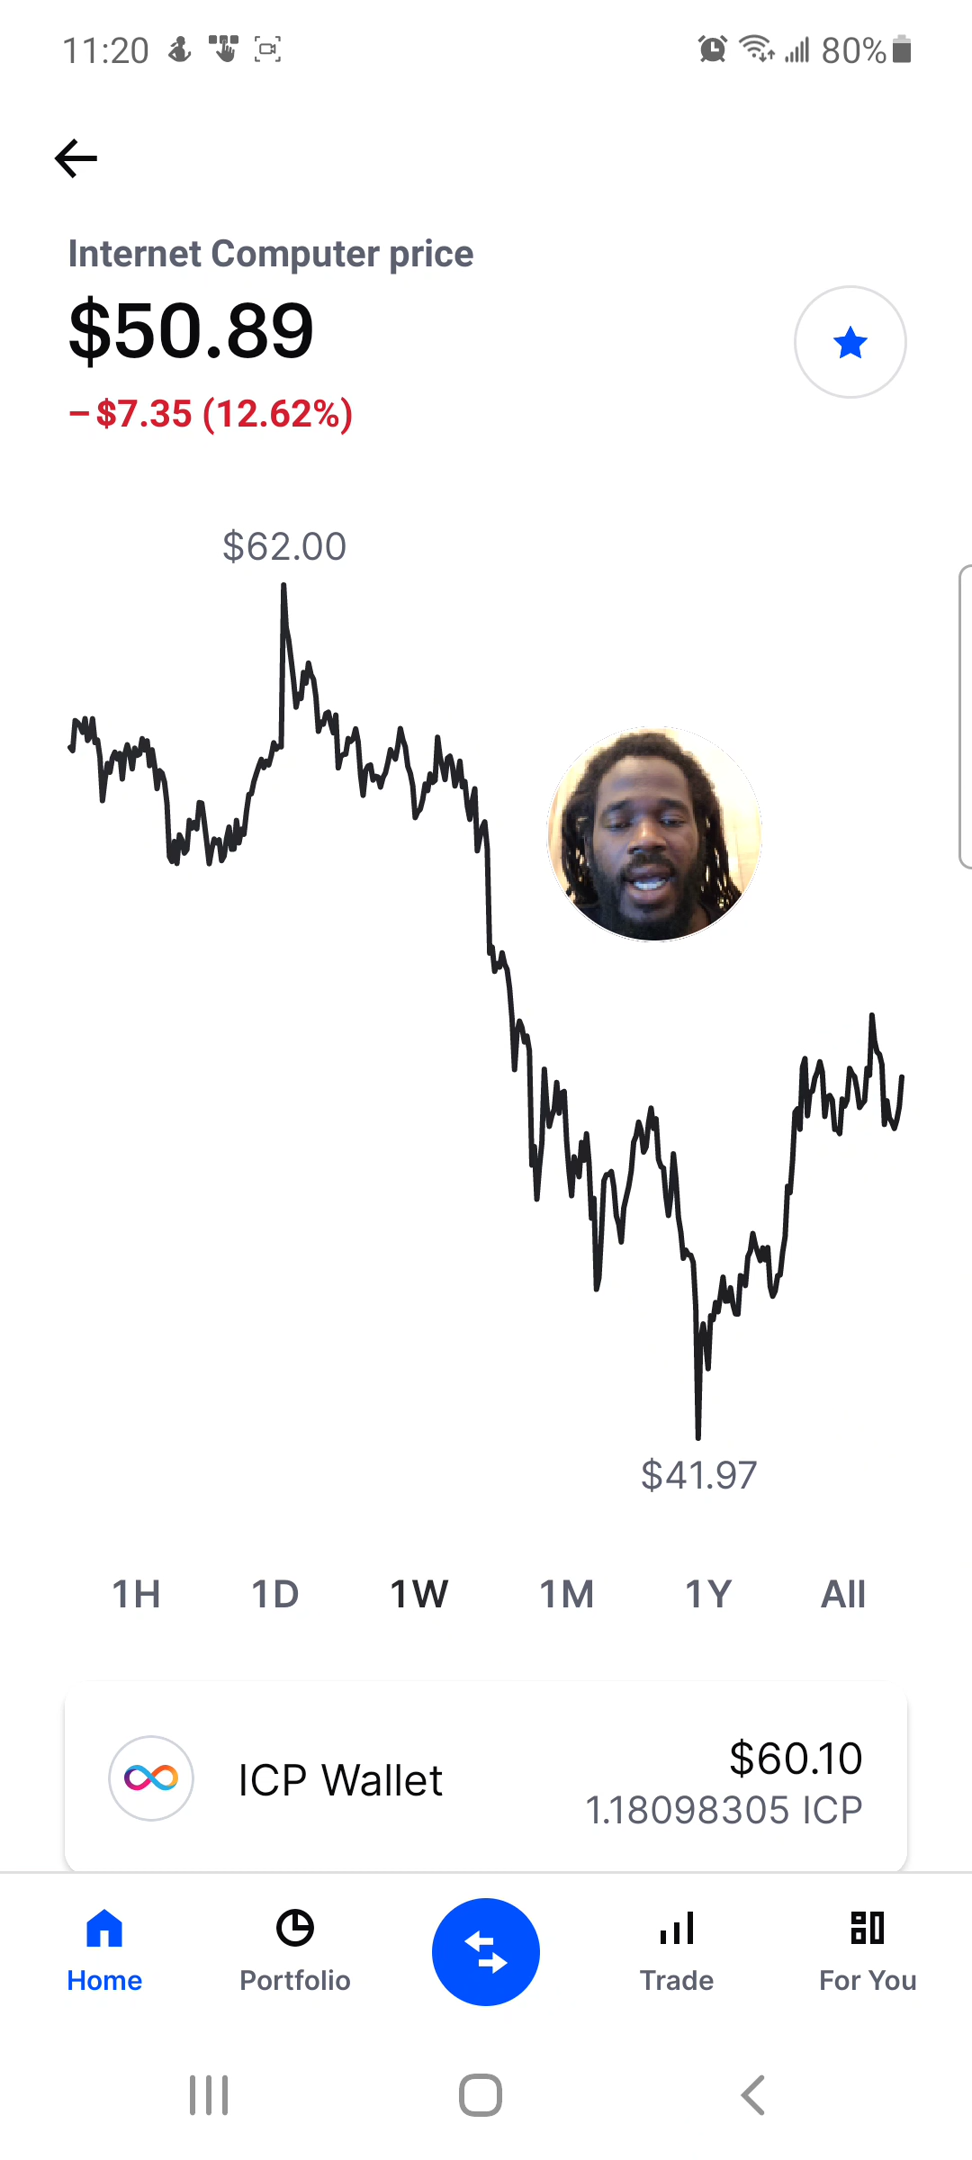 11:20
80%
Internet Computer price
$50.89
–$7.35 (12.62%)
$62.00
$41.97
1H 1D 1W 1M 1Y All
ICP Wallet
$60.10
1.18098305 ICP
Home Portfolio Trade For You